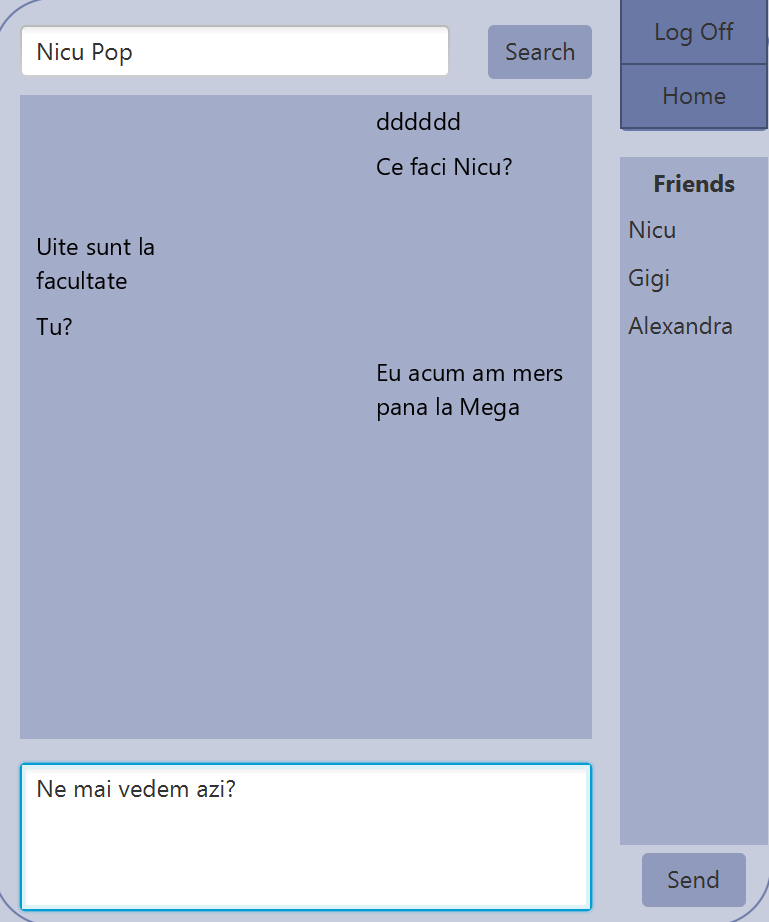 Nicu Pop
Search
Log Off
Home
dddddd
Ce faci Nicu?
Uite sunt la
facultate
Tu?
Eu acum am mers
pana la Mega
Friends
Nicu
Gigi
Alexandra
Ne mai vedem azi?
Send